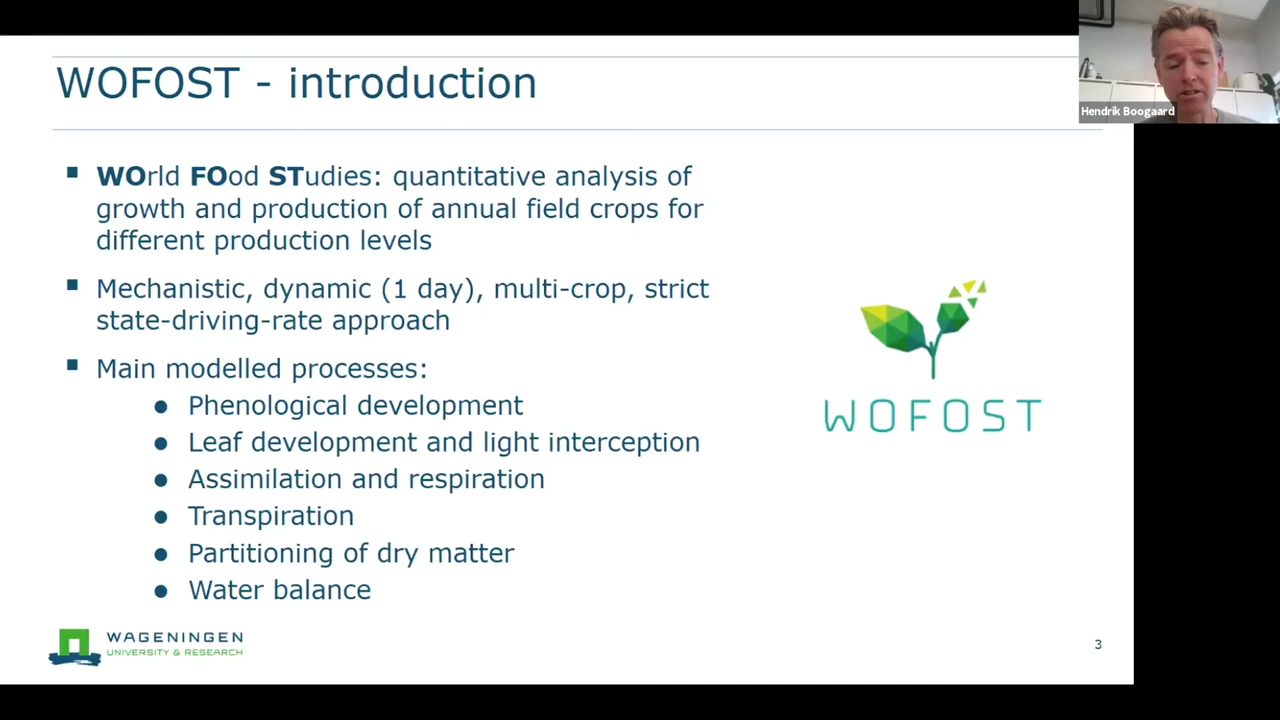 WOFOST - introduction
Hendrik Boogaard
▪ WOrld FOod STudies: quantitative analysis of
growth and production of annual field crops for
different production levels
▪ Mechanistic, dynamic (1 day), multi-crop, strict
state-driving-rate approach
▪ Main modelled processes:
● Phenological development
● Leaf development and light interception
● Assimilation and respiration
● Transpiration
● Partitioning of dry matter
● Water balance
WOFOST
WAGENINGEN
UNIVERSITY & RESEARCH
3